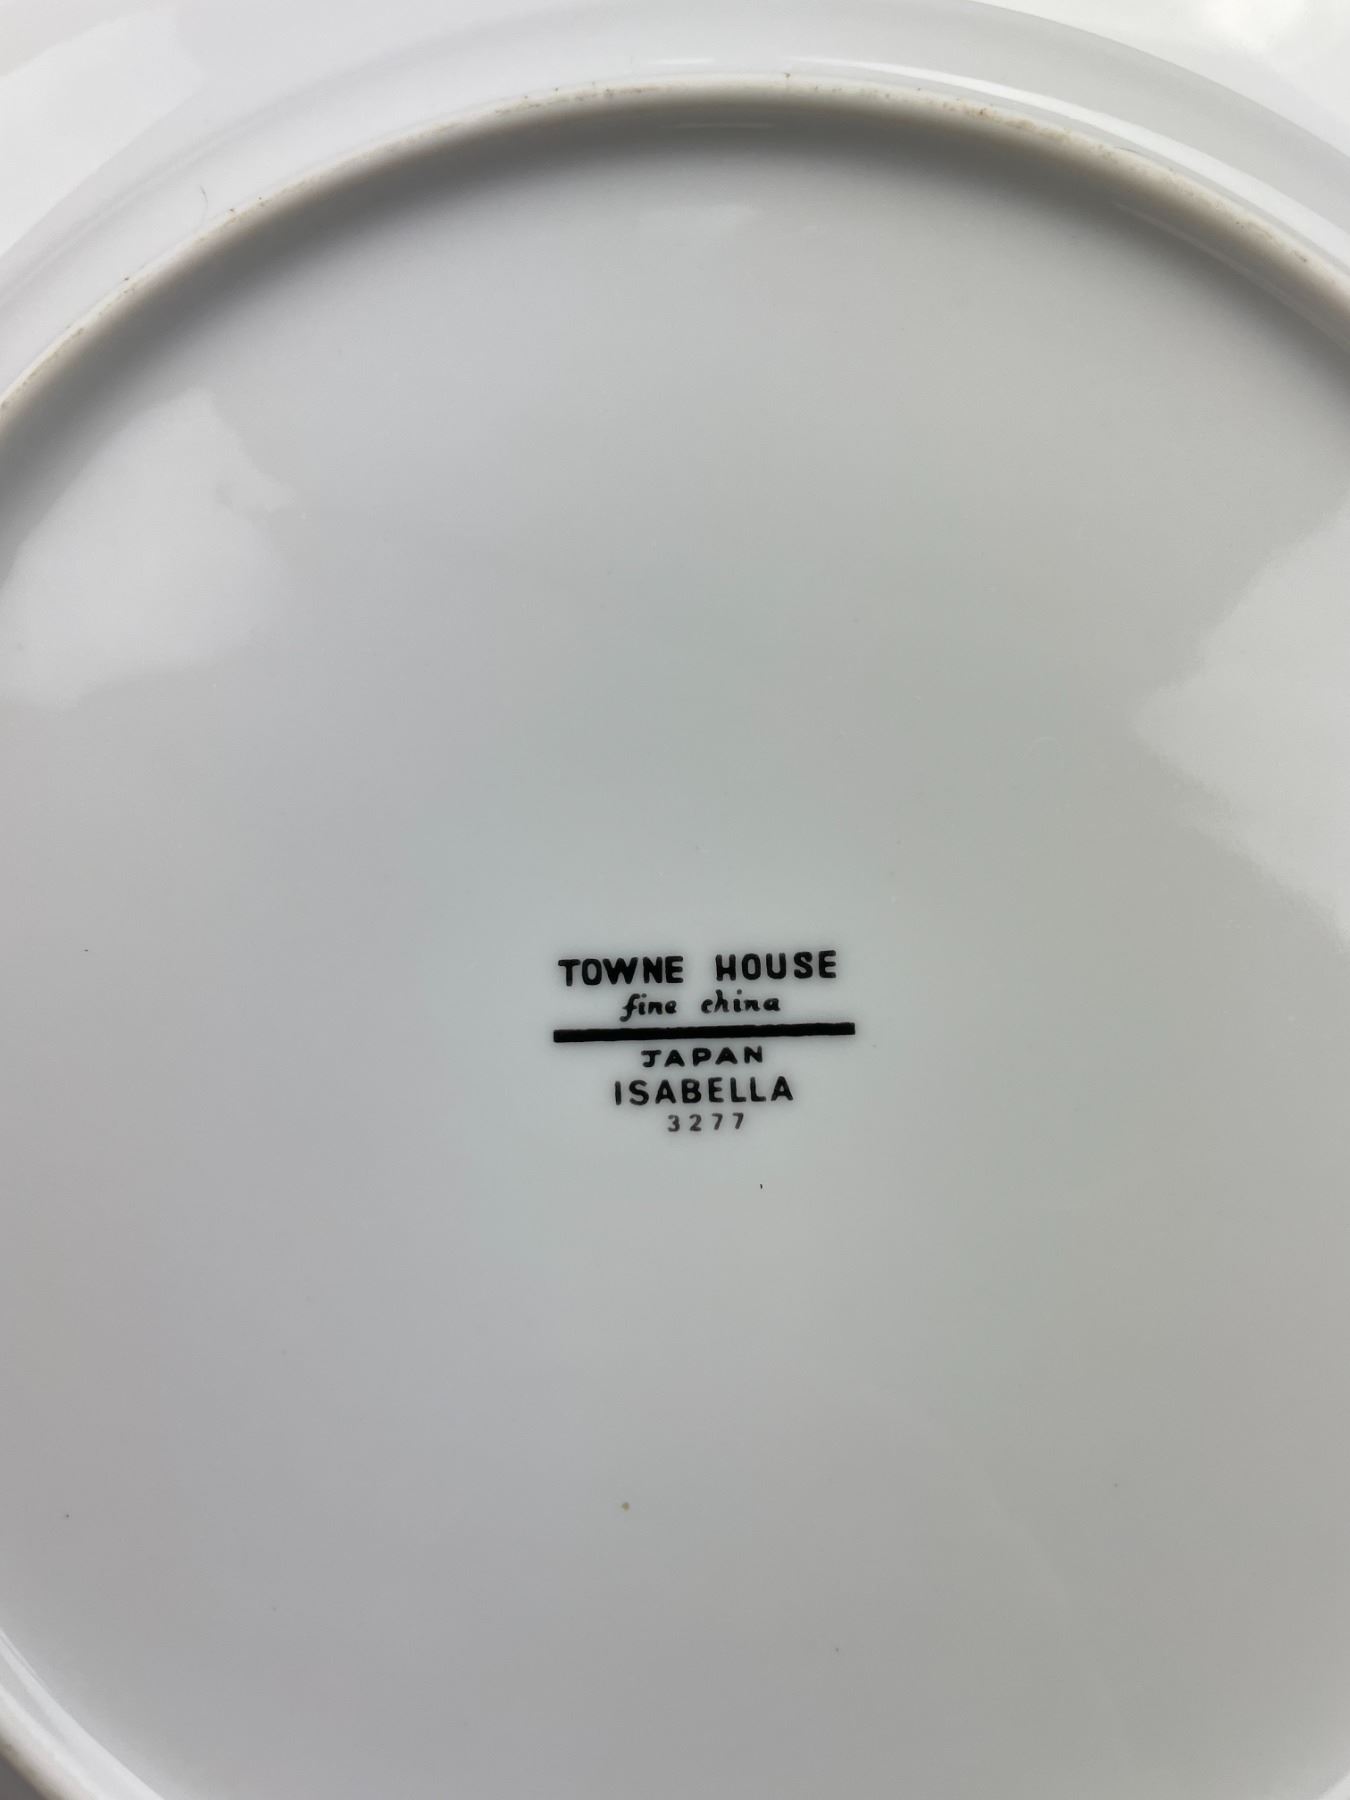 TOWNE HOUSE
fine china
JAPAN
ISABELLA
3277